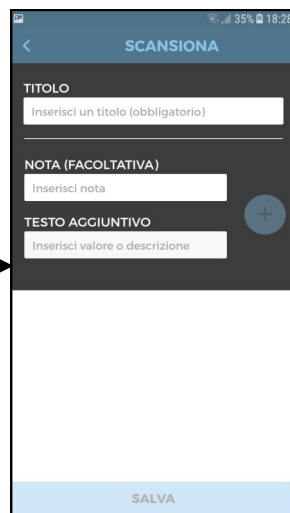 35% 18:28
SCANSIONA
TITOLO
Inserisci un titolo (obbligatorio)
NOTA (FACOLTATIVA)
Inserisci nota
TESTO AGGIUNTIVO
Inserisci valore o descrizione
SALVA